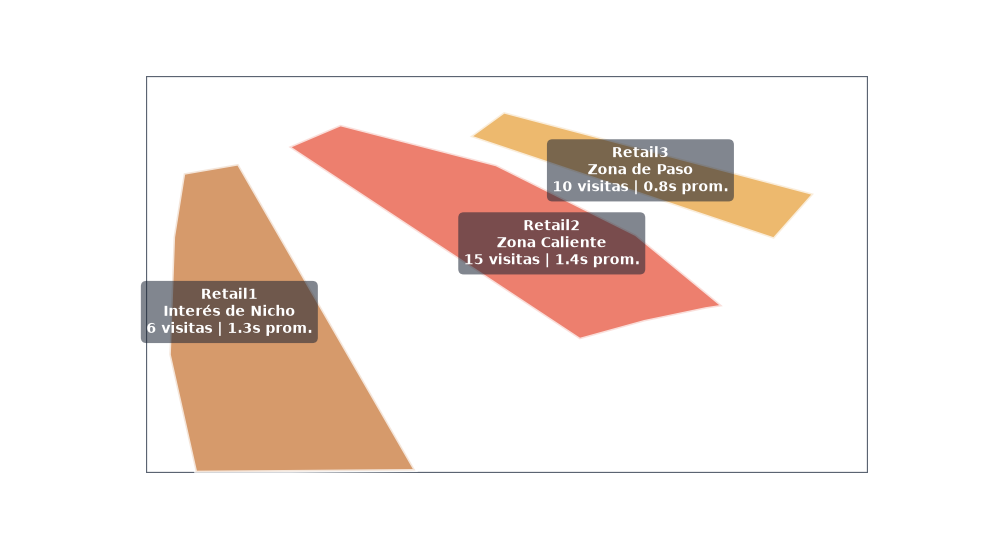 Retail3
Zona de Paso
10 visitas | 0.8s prom.
Retail2
Zona Caliente
15 visitas | 1.4s prom.
Retail1
Interés de Nicho
6 visitas | 1.3s prom.